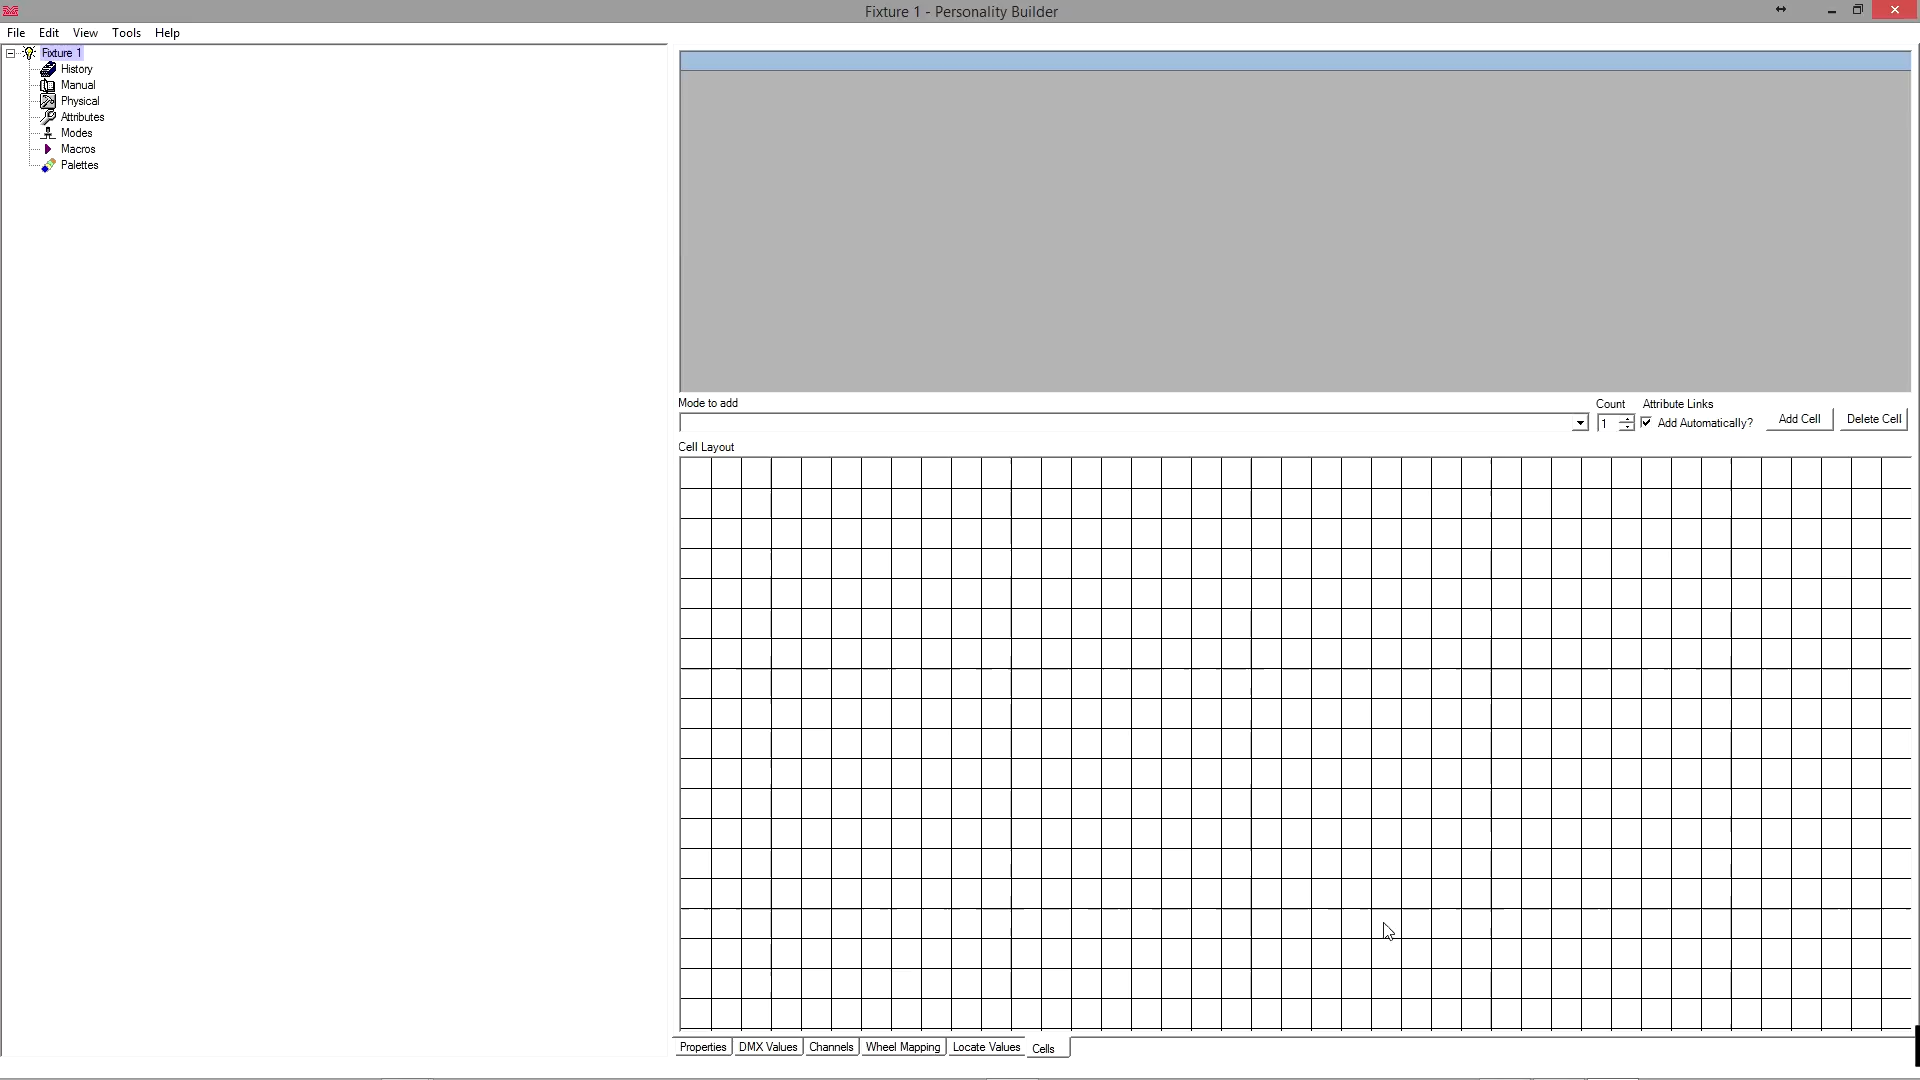 Fixture 1 - Personality Builder
File Edit View Tools Help
Fixture 1
History
Manual
Physical
Attributes
Modes
Macros
Palettes
Mode to add
Count
Attribute Links
1
Add Automatically?
Add Cell
Delete Cell
Cell Layout
Properties DMX Values Channels Wheel Mapping Locate Values Cells